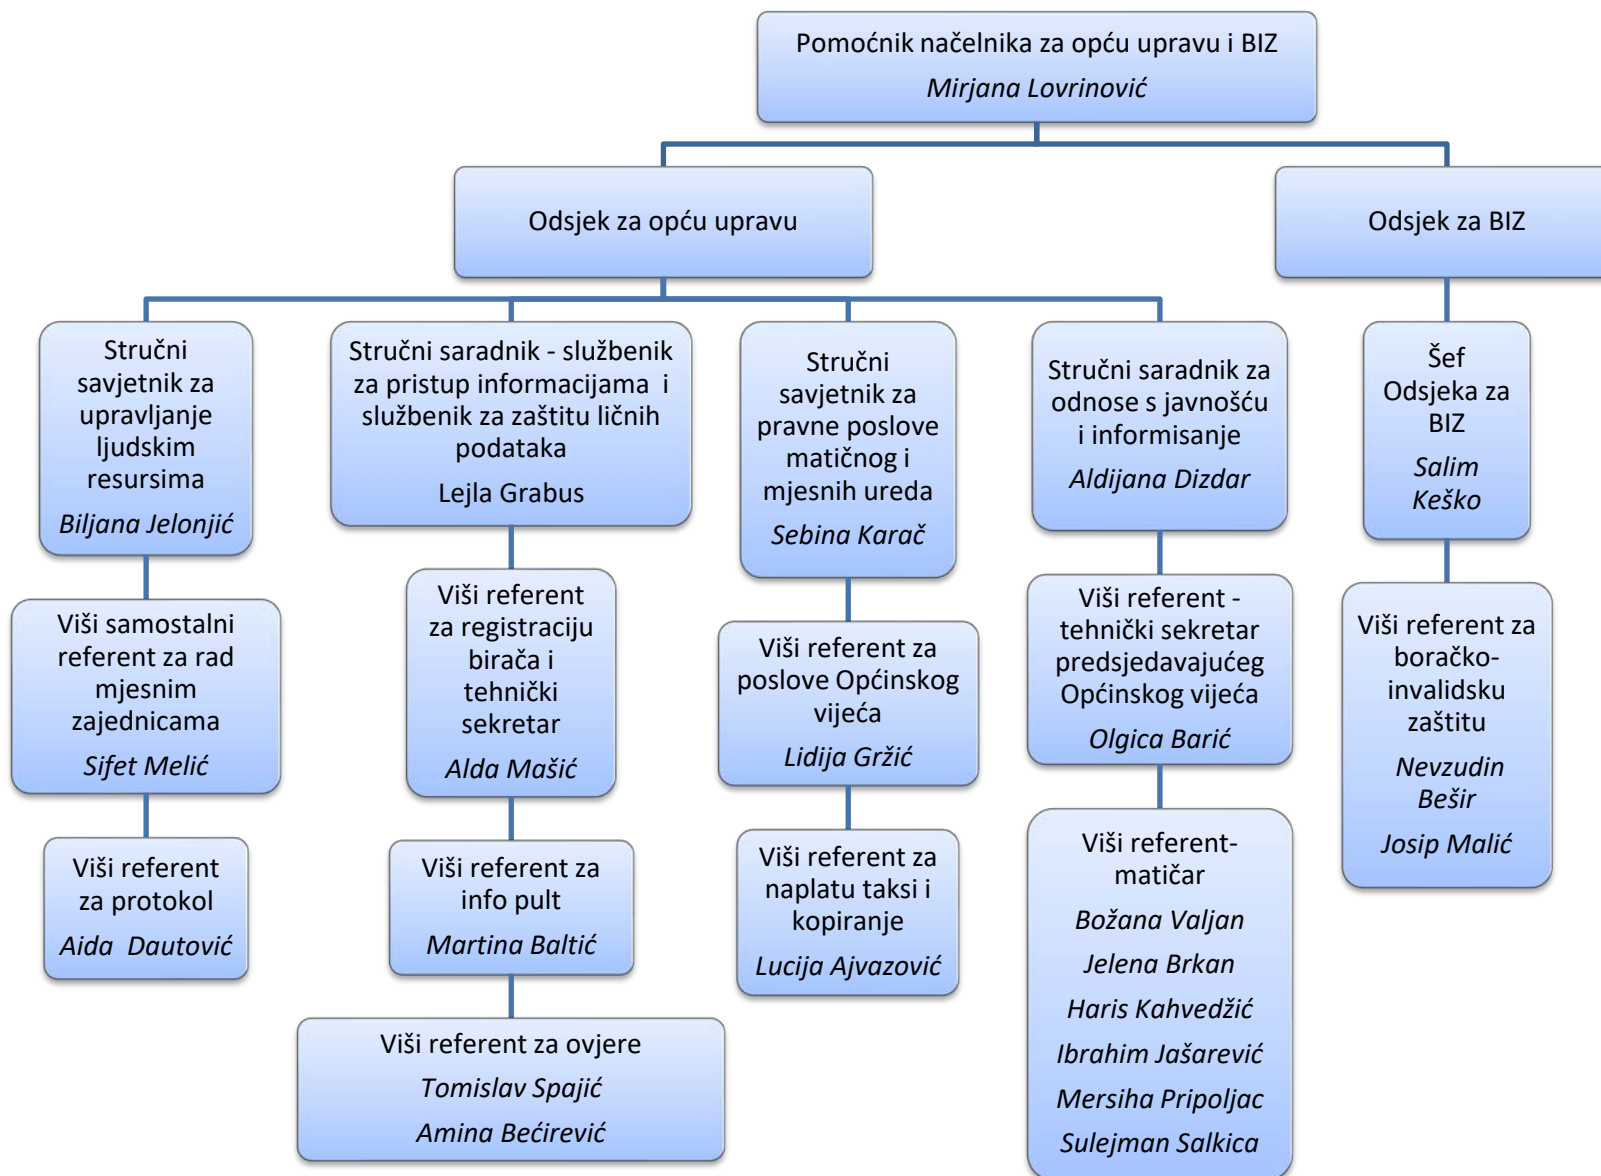 Pomoćnik načelnika za opću upravu i BIZ
Mirjana Lovrinović
Odsjek za opću upravu
Odsjek za BIZ
Stručni
savjetnik za
upravljanje
ljudskim
resursima
Biljana Jelonjić
Stručni saradnik - službenik
za pristup informacijama  i
službenik za zaštitu ličnih
podataka
Lejla Grabus
Stručni
savjetnik za
pravne poslove
matičnog i
mjesnih ureda
Sebina Karač
Stručni saradnik za
odnose s javnošću
i informisanje
Aldijana Dizdar
Šef
Odsjeka za
BIZ
Salim
Keško
Viši samostalni
referent za rad
mjesnim
zajednicama
Sifet Melić
Viši referent
za registraciju
birača i
tehnički
sekretar
Alda Mašić
Viši referent za
poslove Općinskog
vijeća
Lidija Gržić
Viši referent -
tehnički sekretar
predsjedavajućeg
Općinskog vijeća
Olgica Barić
Viši referent za
boračko-
invalidsku
zaštitu
Nevzudin
Bešir
Josip Malić
Viši referent
za protokol
Aida  Dautović
Viši referent za
info pult
Martina Baltić
Viši referent za
naplatu taksi i
kopiranje
Lucija Ajvazović
Viši referent-
matičar
Božana Valjan
Jelena Brkan
Haris Kahvedžić
Ibrahim Jašarević
Mersiha Pripoljac
Sulejman Salkica
Viši referent za ovjere
Tomislav Spajić
Amina Bećirević